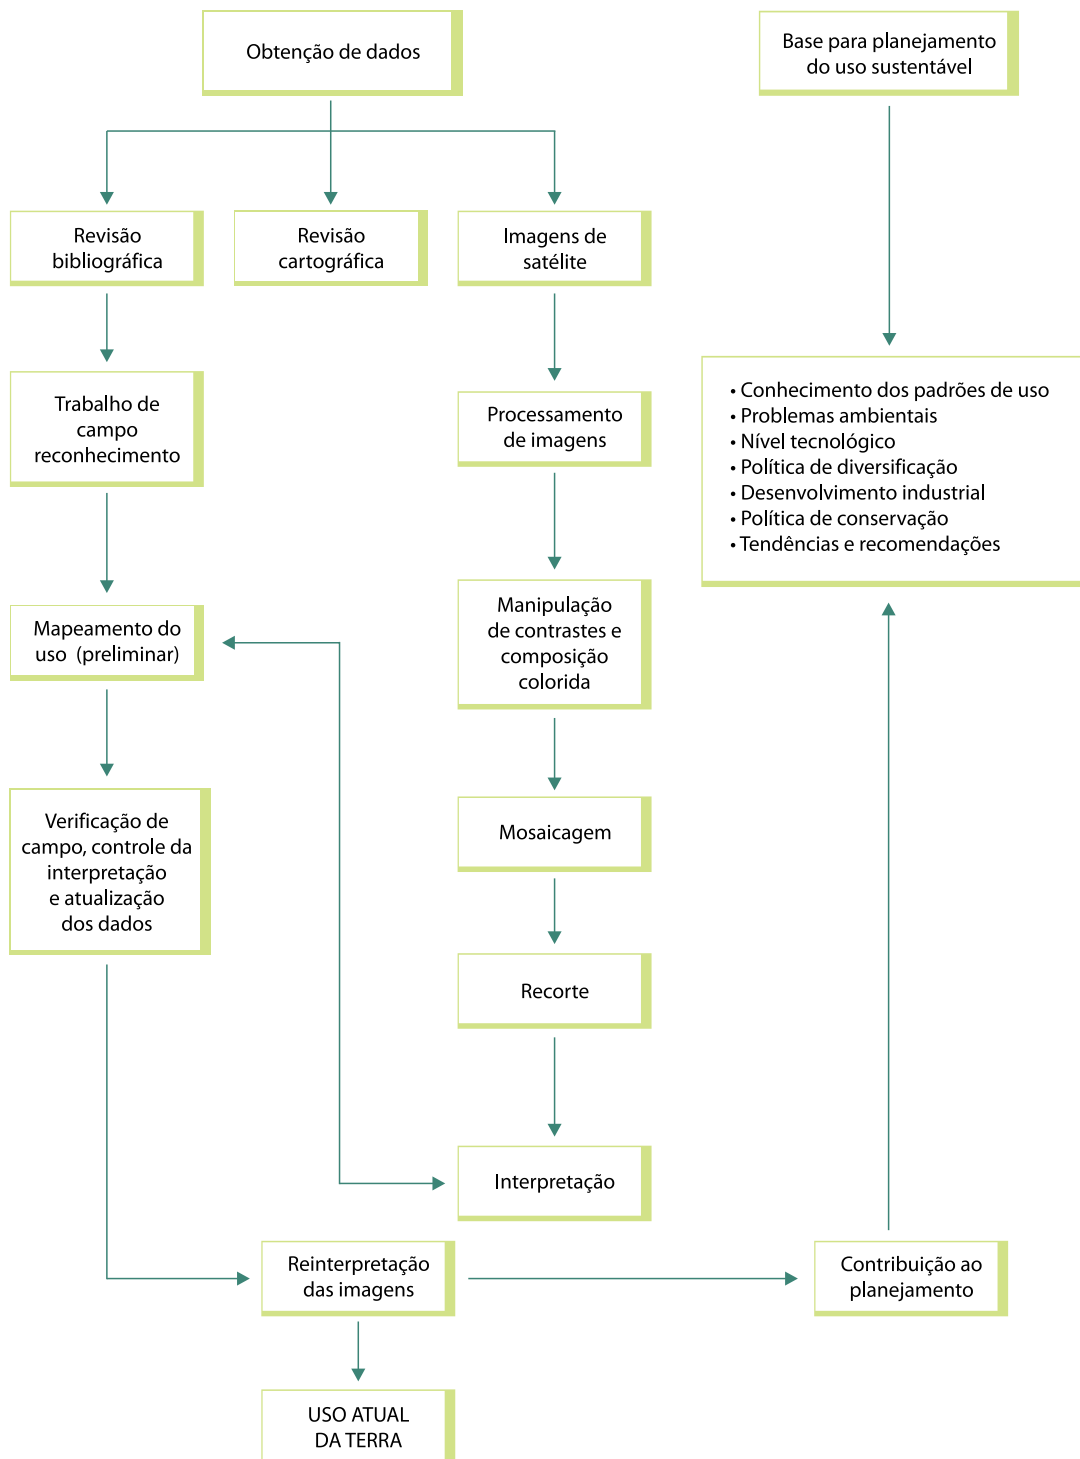 Obtenção de dados
Base para planejamento
do uso sustentável
Revisão
bibliográfica
Revisão
cartográfica
Imagens de
satélite
Trabalho de
campo
reconhecimento
Processamento
de imagens
• Conhecimento dos padrões de uso
• Problemas ambientais
• Nível tecnológico
• Política de diversificação
• Desenvolvimento industrial
• Política de conservação
• Tendências e recomendações
Mapeamento do
uso (preliminar)
Manipulação
de contrastes e
composição
colorida
Verificação de
campo, controle da
interpretação
e atualização
dos dados
Mosaicagem
Recorte
Interpretação
Reinterpretação
das imagens
Contribuição ao
planejamento
USO ATUAL
DA TERRA